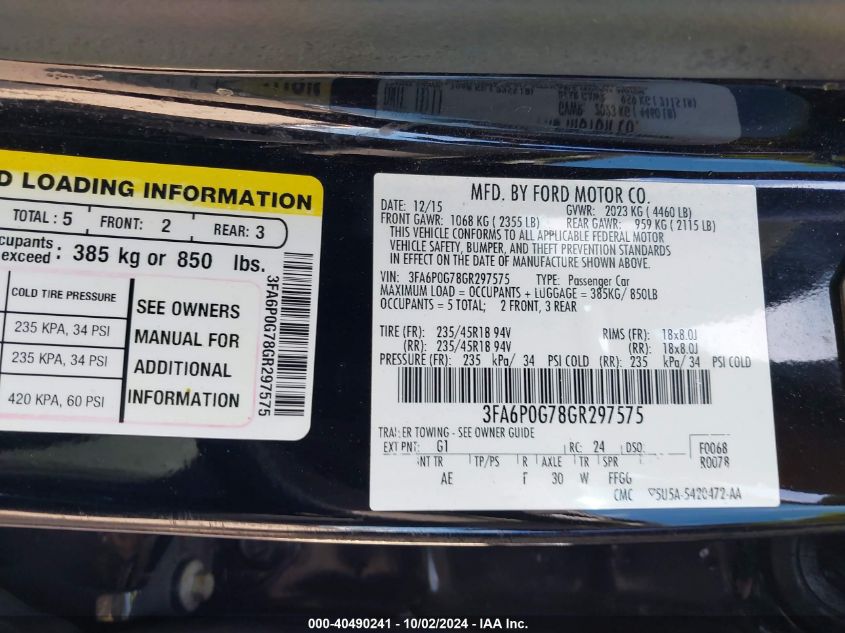 D LOADING INFORMATION
TOTAL : 5 FRONT: 2 REAR: 3
cupants
exceed : 385 kg or 850 lbs.
COLD TIRE PRESSURE
235 KPA, 34 PSI
235 KPA, 34 PSI
420 KPA, 60 PSI
SEE OWNERS
MANUAL FOR
ADDITIONAL
INFORMATION
3FA6P0G78GR297575
MFD. BY FORD MOTOR CO.
DATE: 12/15 GVWR: 2023 KG ( 4460 LB)
FRONT GAWR: 1068 KG ( 2355 LB) REAR GAWR: 959 KG ( 2115 LB)
THIS VEHICLE CONFORMS TO ALL APPLICABLE FEDERAL MOTOR
VEHICLE SAFETY, BUMPER, AND THEFT PREVENTION STANDARDS
IN EFFECT ON THE DATE OF MANUFACTURE SHOWN ABOVE.
VIN: 3FA6P0G78GR297575 TYPE: Passenger Car
MAXIMUM LOAD = OCCUPANTS + LUGGAGE = 385KG/ 850LB
OCCUPANTS = 5 TOTAL; 2 FRONT, 3 REAR
TIRE (FR): 235/45R18 94V RIMS (FR): 18x8.0J
(RR): 235/45R18 94V (RR): 18x8.0J
PRESSURE (FR): 235 kPa/ 34 PSI COLD (RR): 235 kPa/ 34 PSI COLD
3FA6P0G78GR297575
TRAILER TOWING - SEE OWNER GUIDE
EXT PNT: G1 RC: 24 DSO: F0068
R0078
INT TR TP/PS R AXLE TR SPR
AE 30 W FFGG
CMC 5U5A-5420472-AA
000-40490241 - 10/02/2024 - IAA Inc.